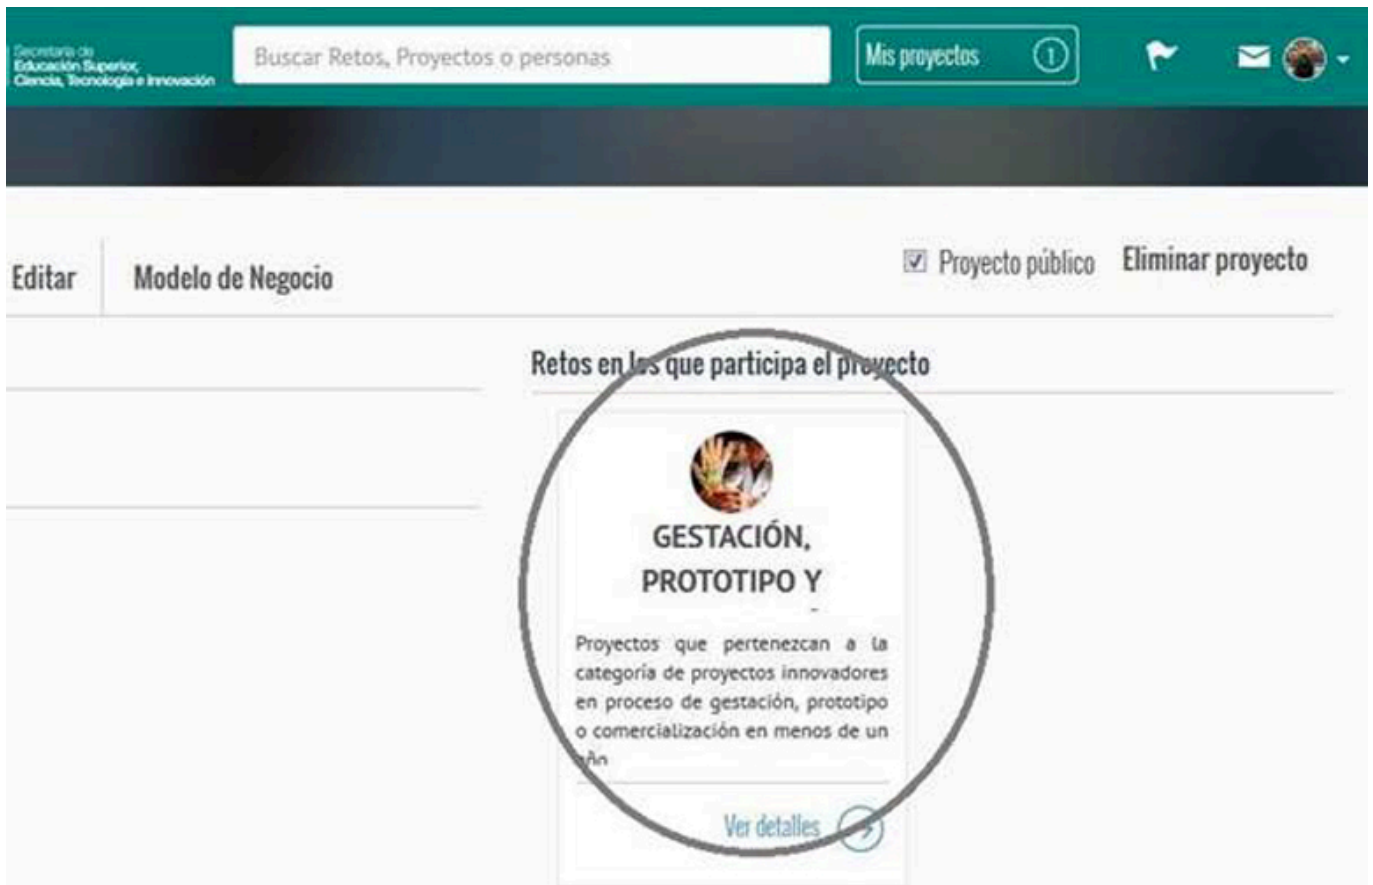 Secretaría de
Educación Superior,
Ciencia, Tecnología e Innovación
Buscar Retos, Proyectos o personas
Mis proyectos 1
Editar
Modelo de Negocio
Proyecto público
Eliminar proyecto
Retos en los que participa el proyecto
GESTACIÓN,
PROTOTIPO Y
Proyectos que pertenezcan a la
categoría de proyectos innovadores
en proceso de gestación, prototipo
o comercialización en menos de un
año
Ver detalles